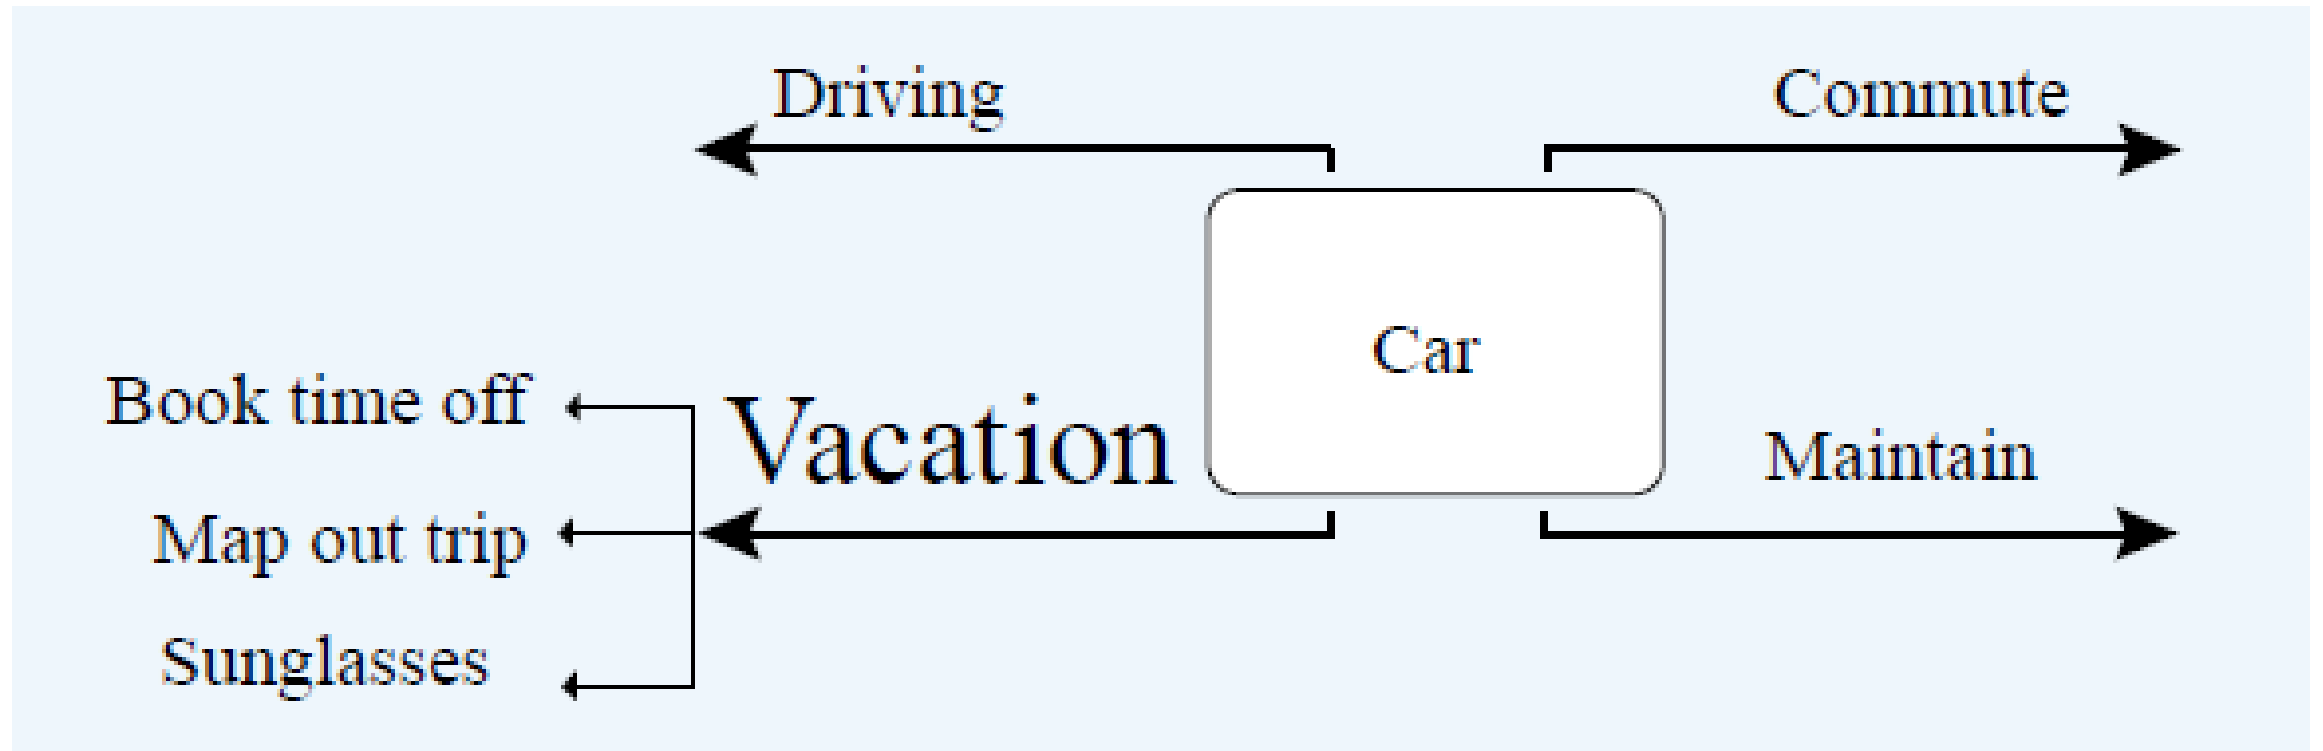 Driving
Commute
Car
Book time off
Vacation
Maintain
Map out trip
Sunglasses